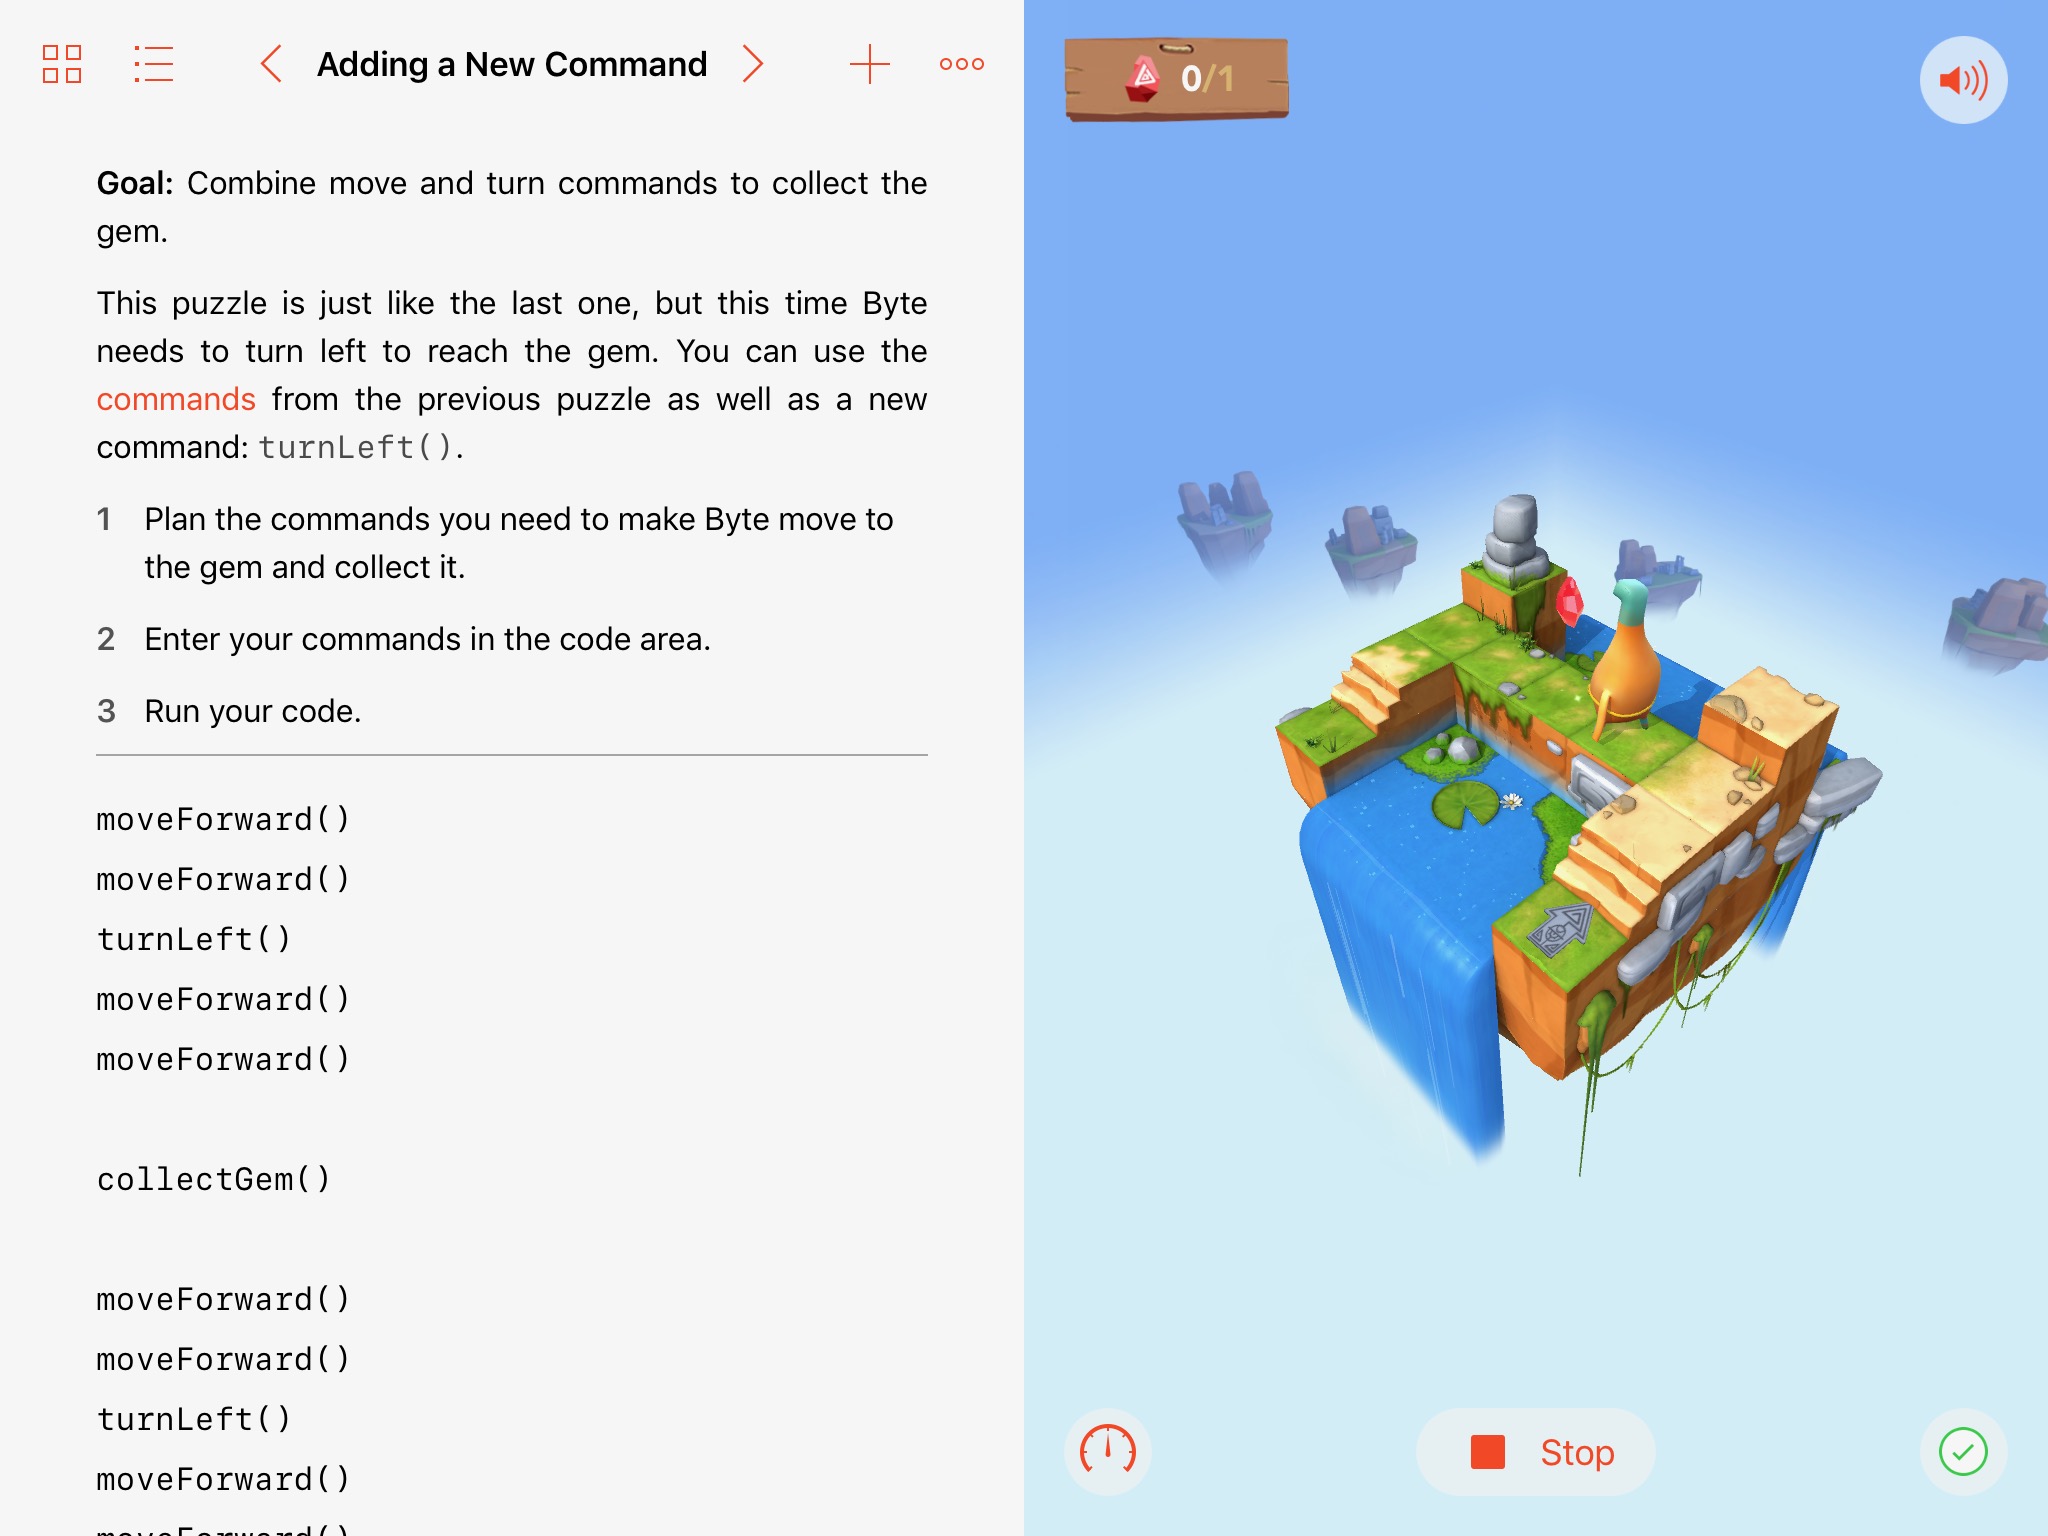 Adding a New Command
Goal: Combine move and turn commands to collect the
gem.
This puzzle is just like the last one, but this time Byte
needs to turn left to reach the gem. You can use the
commands from the previous puzzle as well as a new
command: turnLeft().
1 Plan the commands you need to make Byte move to
the gem and collect it.
2 Enter your commands in the code area.
3 Run your code.
moveForward()
moveForward()
turnLeft()
moveForward()
moveForward()
collectGem()
moveForward()
moveForward()
turnLeft()
moveForward()
moveForward()
0/1
Stop